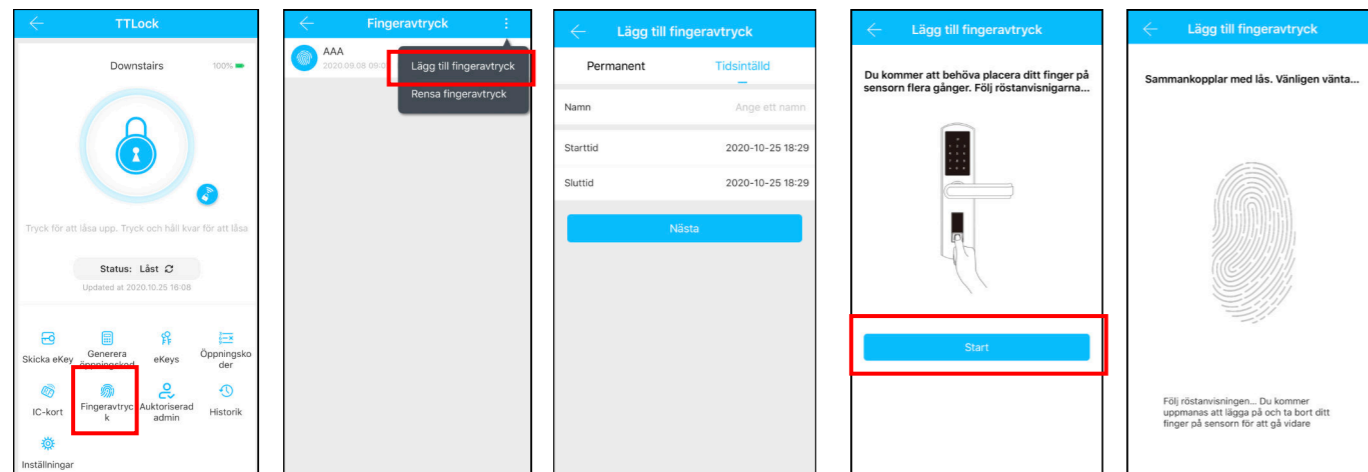 TTLock
Downstairs
100%
Tryck för att låsa upp. Tryck och håll kvar för att låsa
Status: Låst
Updated at 2020.10.25 16:08
Skicka eKey
Generera
öppningskod
eKeys
Öppningsko
der
IC-kort
Fingeravtryc
k
Auktoriserad
admin
Historik
Inställningar
Fingeravtryck
AAA
2020.09.08 09:0
Lägg till fingeravtryck
Rensa fingeravtryck
Lägg till fingeravtryck
Permanent
Tidsintälld
Namn
Ange ett namn
Starttid
2020-10-25 18:29
Sluttid
2020-10-25 18:29
Nästa
Lägg till fingeravtryck
Du kommer att behöva placera ditt finger på
sensorn flera gånger. Följ röstanvisnigarna...
Start
Lägg till fingeravtryck
Sammankopplar med lås. Vänligen vänta...
Följ röstanvisningen... Du kommer
uppmanas att lägga på och ta bort ditt
finger på sensorn för att gå vidare